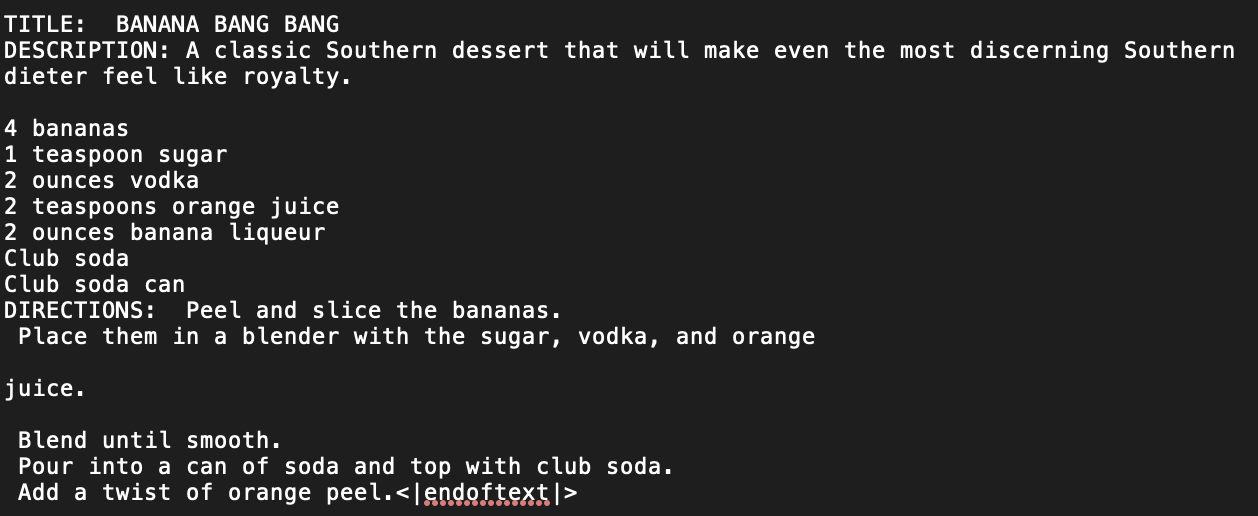 TITLE:  BANANA BANG BANG
DESCRIPTION: A classic Southern dessert that will make even the most discerning Southern
dieter feel like royalty.
4 bananas
1 teaspoon sugar
2 ounces vodka
2 teaspoons orange juice
2 ounces banana liqueur
Club soda
Club soda can
DIRECTIONS:  Peel and slice the bananas.
Place them in a blender with the sugar, vodka, and orange
juice.
Blend until smooth.
Pour into a can of soda and top with club soda.
Add a twist of orange peel.<|endoftext|>